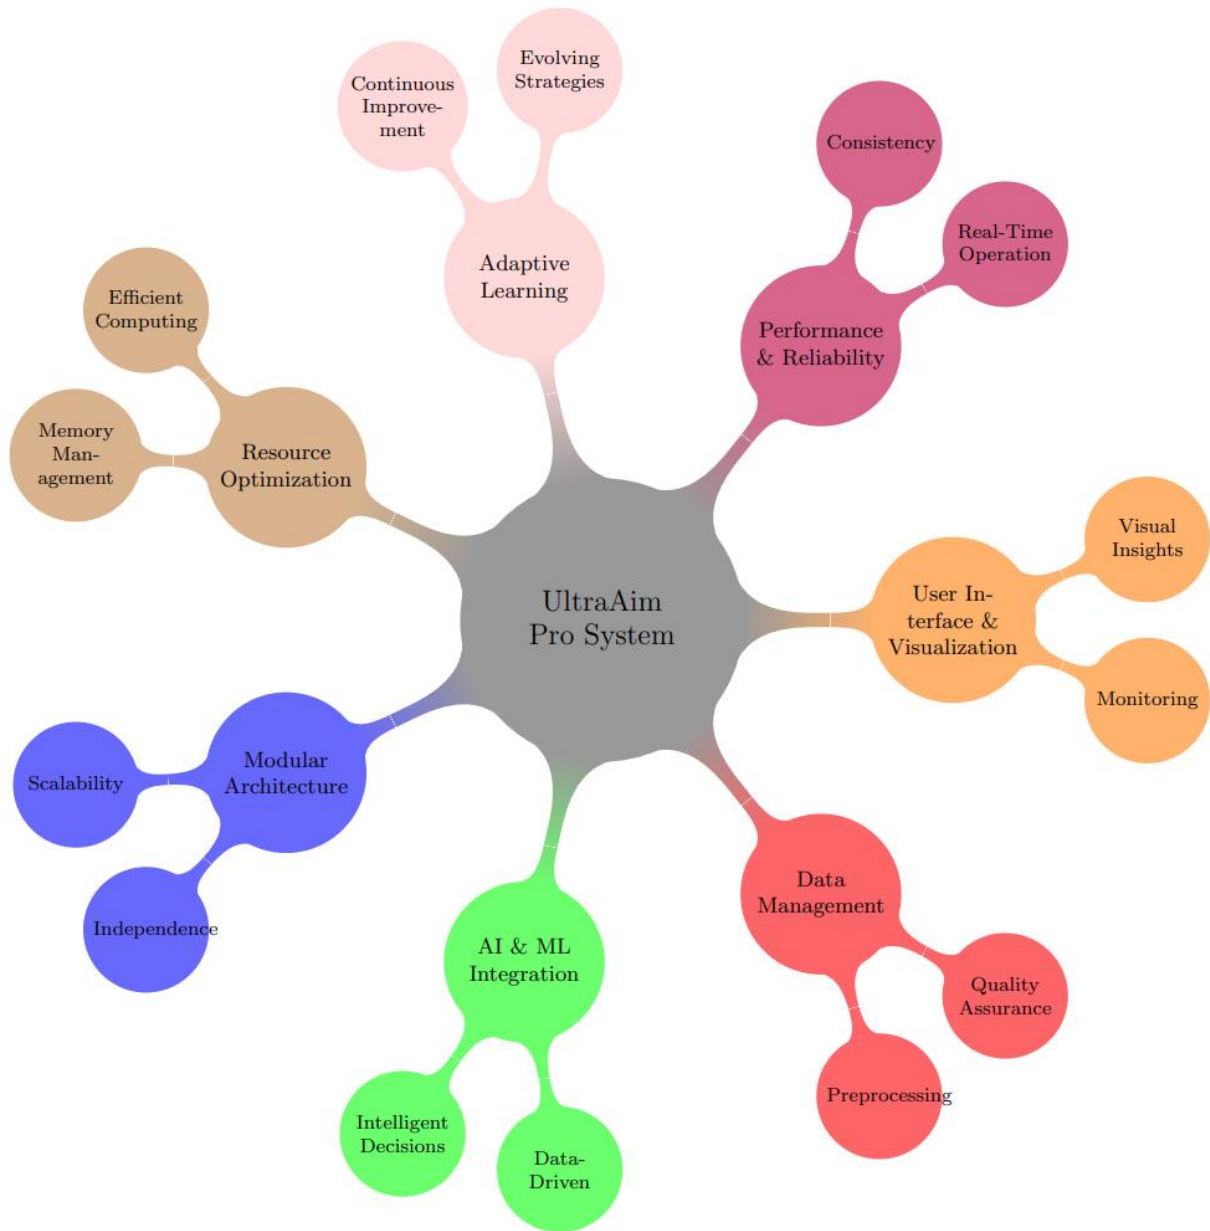 Evolving
Strategies
Continuous
Improve-
ment
Consistency
Real-Time
Operation
Adaptive
Learning
Efficient
Computing
Performance
& Reliability
Memory
Man-
agement
Resource
Optimization
Visual
Insights
UltraAim
Pro System
User In-
terface &
Visualization
Monitoring
Scalability
Modular
Architecture
Independence
Data
Management
AI & ML
Integration
Quality
Assurance
Preprocessing
Intelligent
Decisions
Data-
Driven